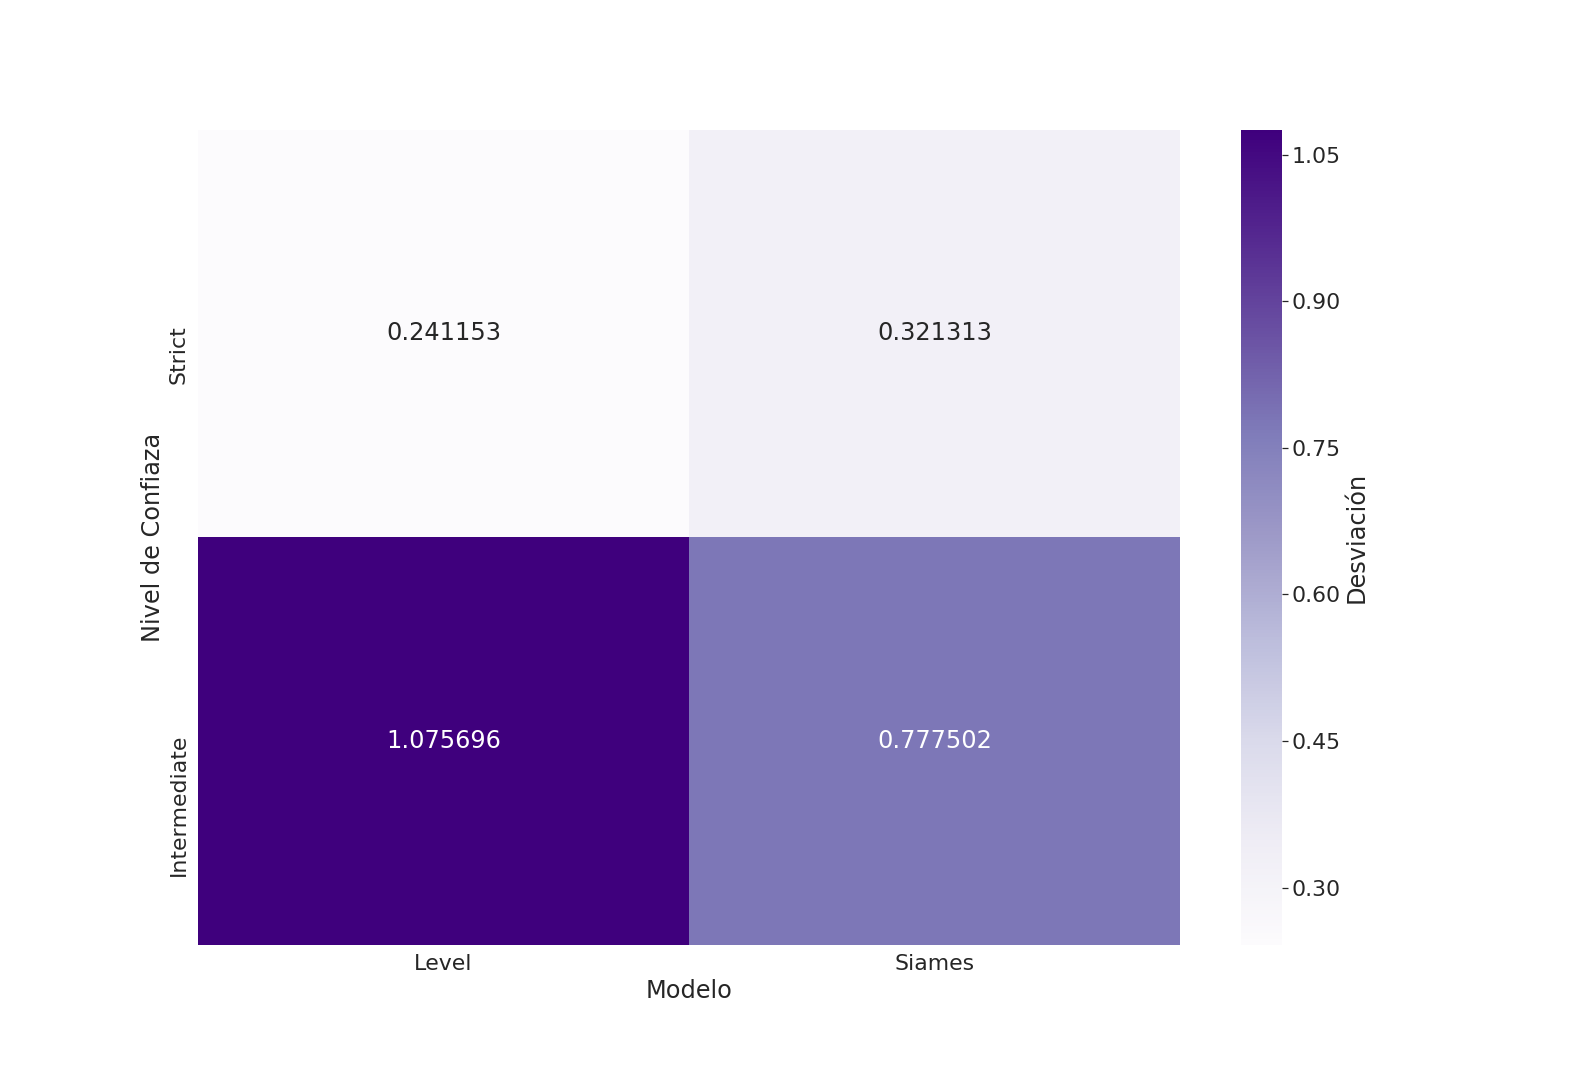 Nivel de Confiaza
Strict
Intermediate
0.241153
0.321313
1.075696
0.777502
Level
Siames
Modelo
1.05
0.90
0.75
0.60
0.45
0.30
Desviación